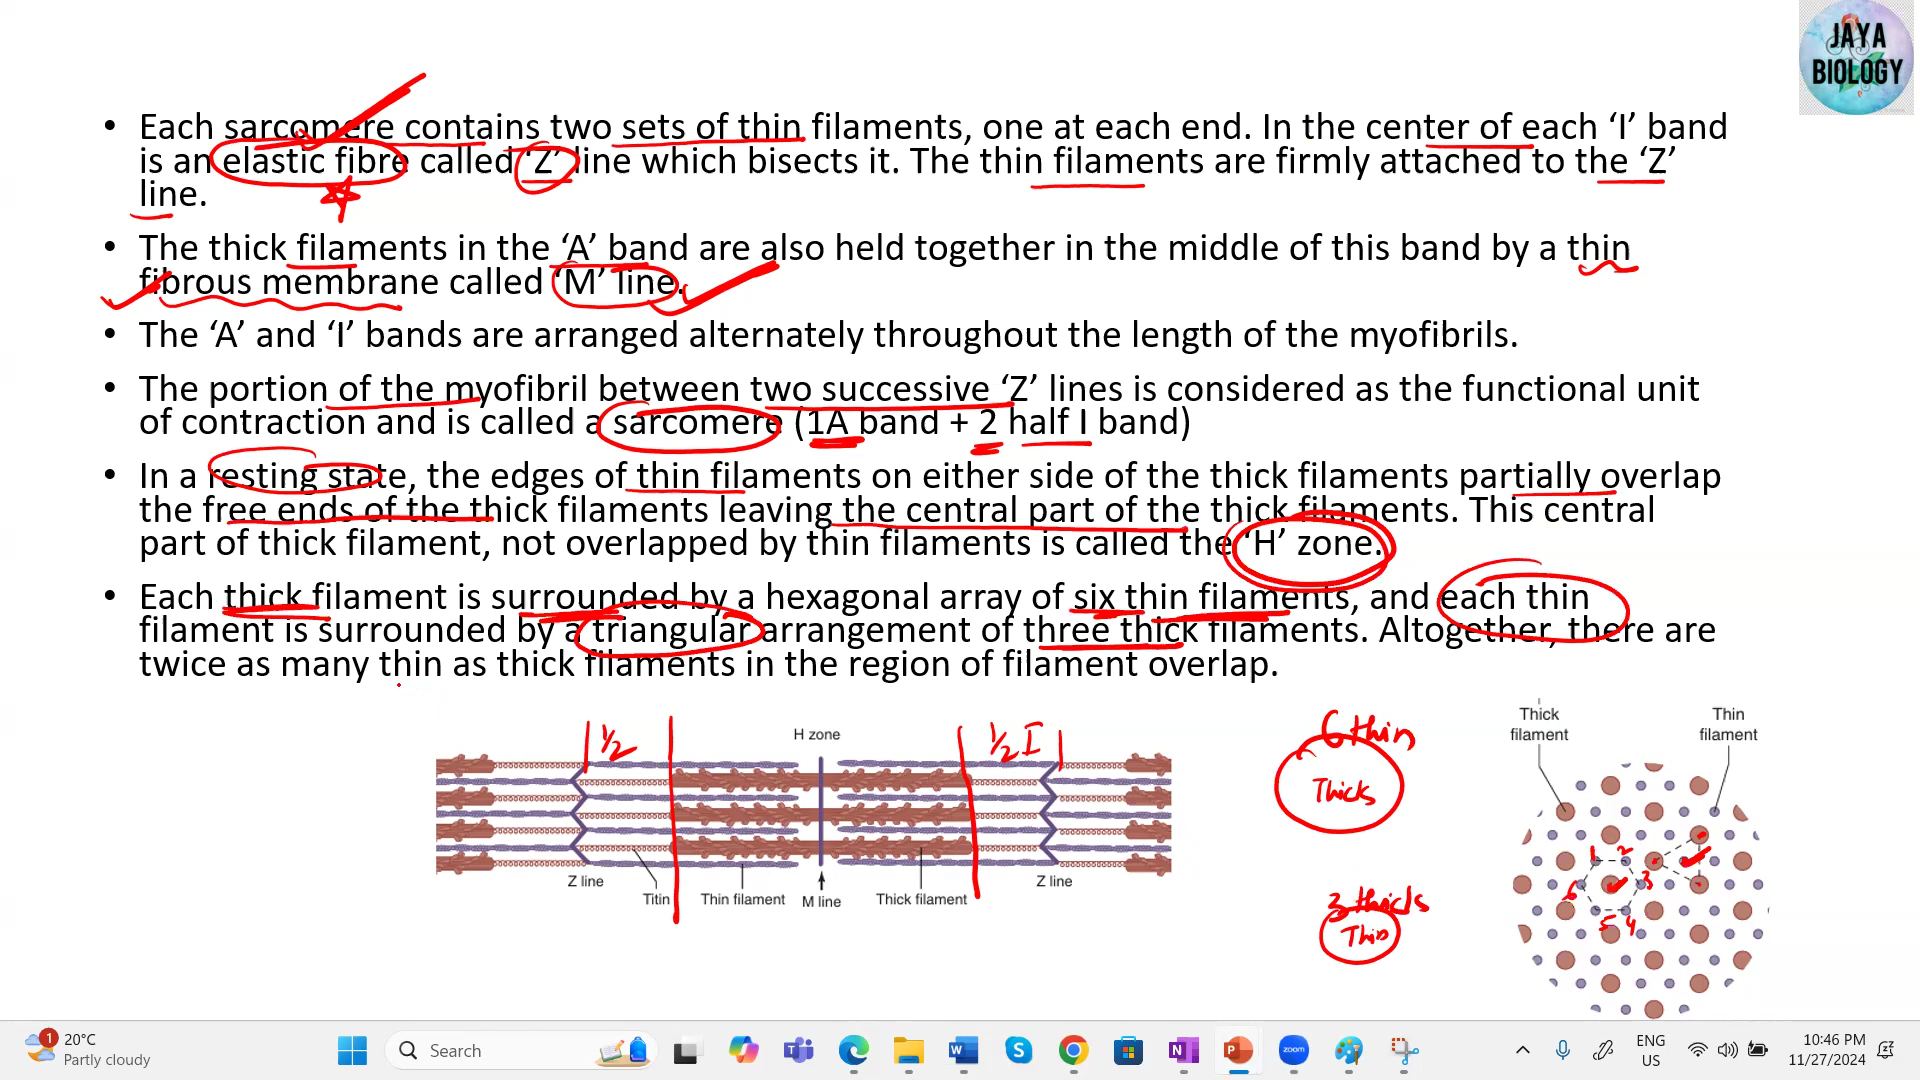 JAYA
BIOLOGY
• Each sarcomere contains two sets of thin filaments, one at each end. In the center of each ‘I’ band
is an elastic fibre called ‘Z’ line which bisects it. The thin filaments are firmly attached to the ‘Z’
line.
• The thick filaments in the ‘A’ band are also held together in the middle of this band by a thin
fibrous membrane called ‘M’ line.
• The ‘A’ and ‘I’ bands are arranged alternately throughout the length of the myofibrils.
• The portion of the myofibril between two successive ‘Z’ lines is considered as the functional unit
of contraction and is called a sarcomere (1A band + 2 half I band)
• In a resting state, the edges of thin filaments on either side of the thick filaments partially overlap
the free ends of the thick filaments leaving the central part of the thick filaments. This central
part of thick filament, not overlapped by thin filaments is called the ‘H’ zone.
• Each thick filament is surrounded by a hexagonal array of six thin filaments, and each thin
filament is surrounded by a triangular arrangement of three thick filaments. Altogether, there are
twice as many thin as thick filaments in the region of filament overlap.
½
H zone
½ I
Z line
Titin
Thin filament
M line
Thick filament
Z line
6 thin
Thick
3 thicks
Thin
Thick
filament
Thin
filament
1 2
6 3
5 4
1
20°C
Partly cloudy
Search
zoom
ENG
US
10:46 PM
11/27/2024